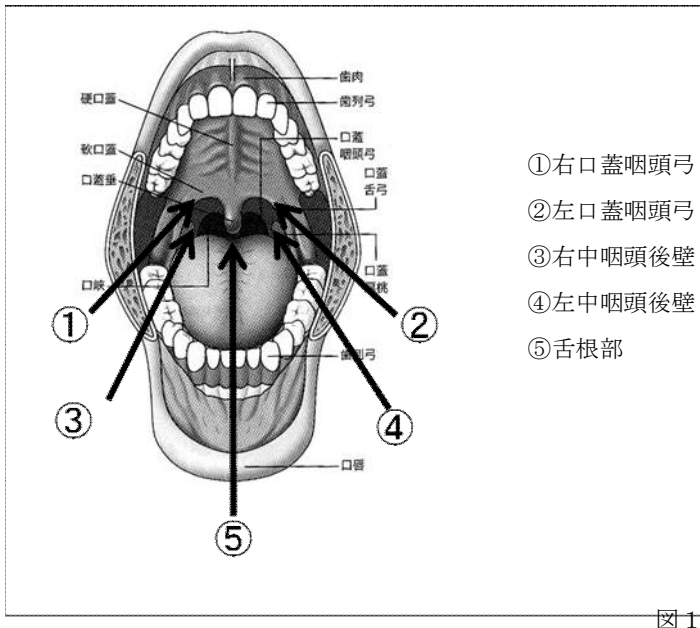 歯肉
硬口蓋
歯列弓
口蓋
咽頭弓
軟口蓋
口蓋
舌弓
口蓋垂
口峡
口蓋
扁桃
①
②
歯列弓
③
④
口唇
⑤
①右口蓋咽頭弓
②左口蓋咽頭弓
③右中咽頭後壁
④左中咽頭後壁
⑤舌根部
図1